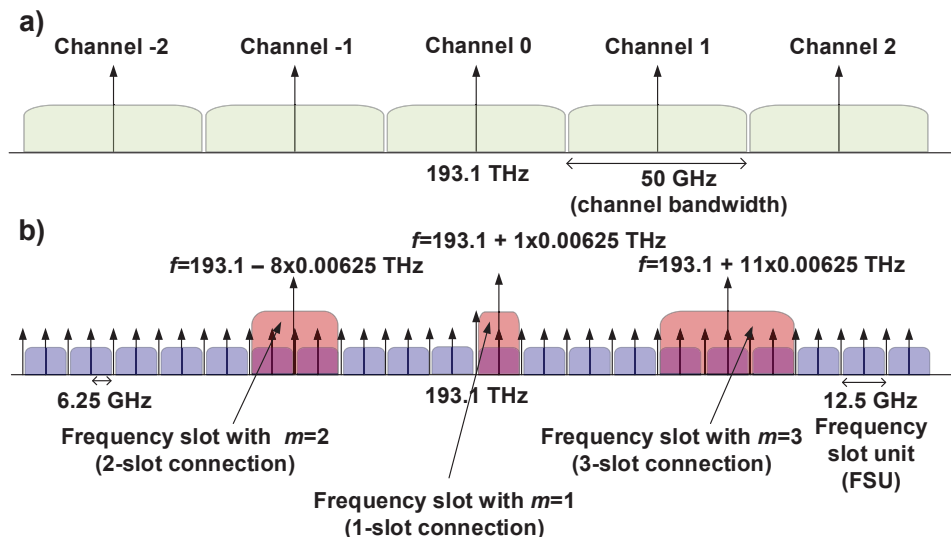 a)
Channel -2
Channel -1
Channel 0
Channel 1
Channel 2
193.1 THz
50 GHz
(channel bandwidth)
b)
f=193.1 + 1x0.00625 THz
f=193.1 – 8x0.00625 THz
f=193.1 + 11x0.00625 THz
6.25 GHz
193.1 THz
12.5 GHz
Frequency
slot unit
(FSU)
Frequency slot with m=2
(2-slot connection)
Frequency slot with m=3
(3-slot connection)
Frequency slot with m=1
(1-slot connection)